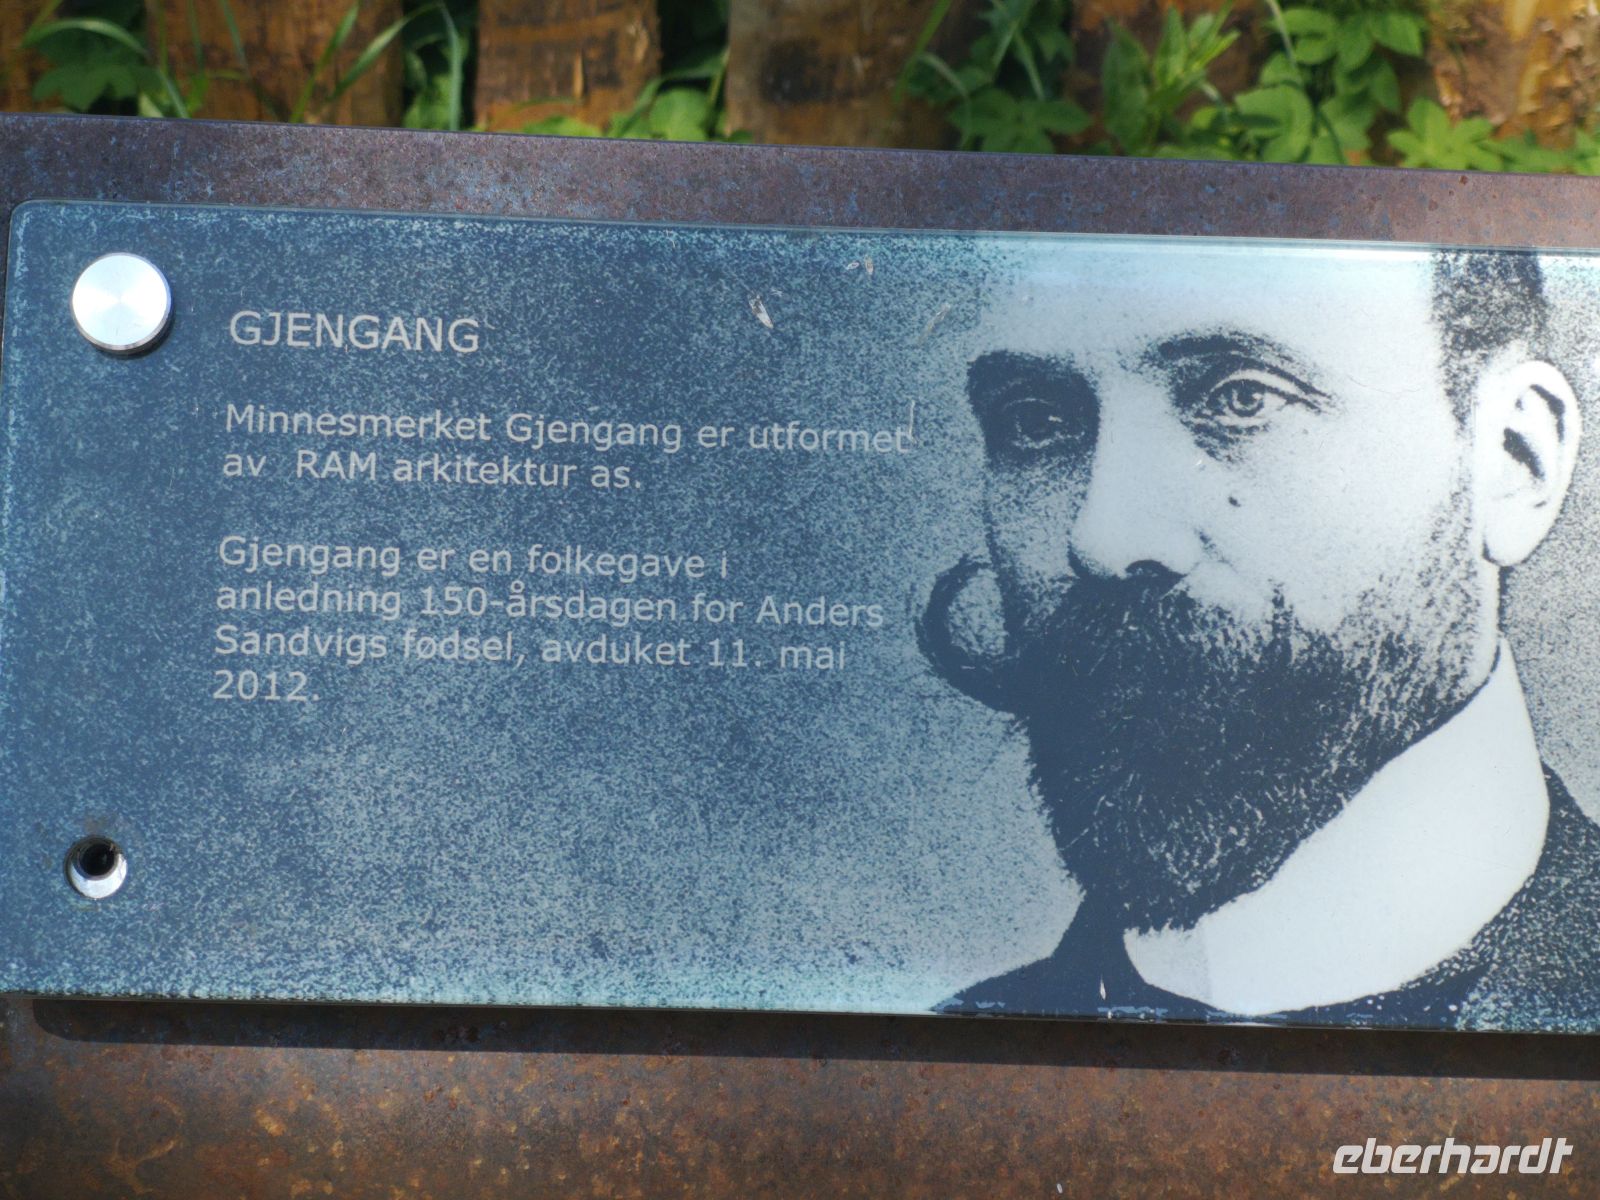 GJENGANG
Minnesmerket Gjengang er utformet
av RAM arkitektur as.
Gjengang er en folkegave i
anledning 150-årsdagen for Anders
Sandvigs fødsel, avduket 11. mai
2012.
eberhardt